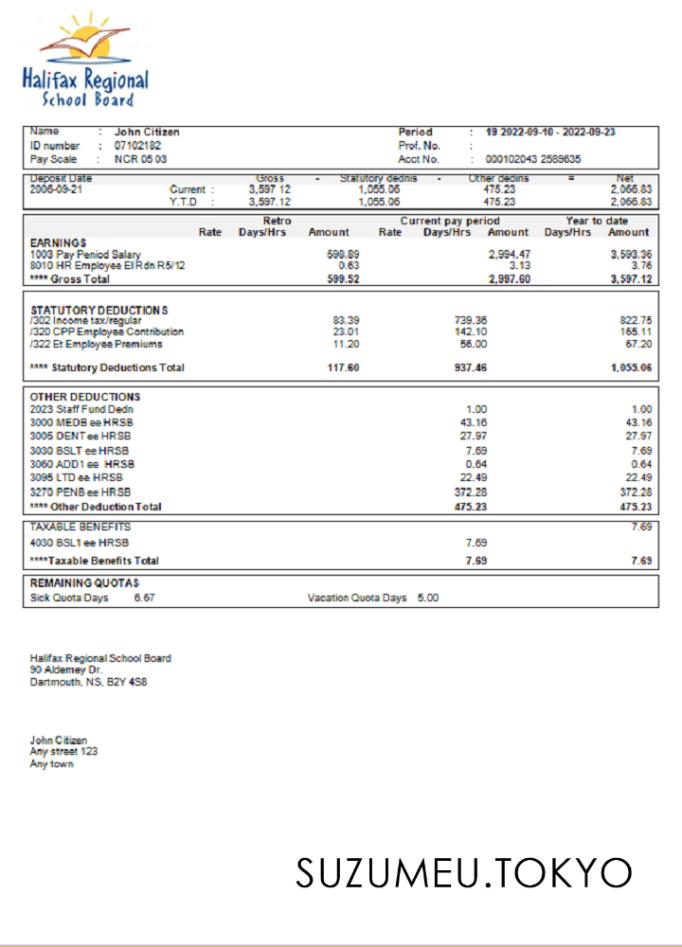 Halifax Regional
School Board
Name : John Citizen Period : 19 2022-09-10 - 2022-09-23
ID number : 07102182 Prof. No. :
Pay Scale : NCR 05 03 Acct No. : 000102043 2589635
Deposit Date Gross - Statutory dednts - Other dedtns = Net
2006-09-21 Current : 3,597 12 1,055.06 475.23 2,066.83
Y.T.D : 3,597.12 1,055.06 475.23 2,066.83
Retro Current pay period Year to date
Rate Days/Hrs Amount Rate Days/Hrs Amount Days/Hrs Amount
EARNINGS
1003 Pay Period Salary 598.89 2,994.47 3,593.36
8010 HR Employee EI Rdn R5/12 0.63 3.13 3.76
**** Gross Total 599.52 2,997.60 3,597.12
STATUTORY DEDUCTIONS
/302 Income tax/regular 83.39 739.36 822.75
/320 CPP Employee Contribution 23.01 142.10 165.11
/322 Et Employee Premiums 11.20 56.00 67.20
**** Statutory Deductions Total 117.60 937.46 1,055.06
OTHER DEDUCTIONS
2023 Staff Fund Dedn 1.00 1.00
3000 MEDB ee HRSB 43.16 43.16
3005 DENT ee HRSB 27.97 27.97
3030 BSLT ee HRSB 7.69 7.69
3060 ADD1 ee HRSB 0.64 0.64
3095 LTD ee HRSB 22.49 22.49
3270 PENB ee HRSB 372.28 372.28
**** Other Deduction Total 475.23 475.23
TAXABLE BENEFITS 7.69
4030 BSL1 ee HRSB 7.69
****Taxable Benefits Total 7.69 7.69
REMAINING QUOTAS
Sick Quota Days 6.67 Vacation Quota Days 5.00
Halifax Regional School Board
90 Alderney Dr.
Dartmouth, NS, B2Y 4S8
John Citizen
Any street 123
Any town
SUZUMEU.TOKYO